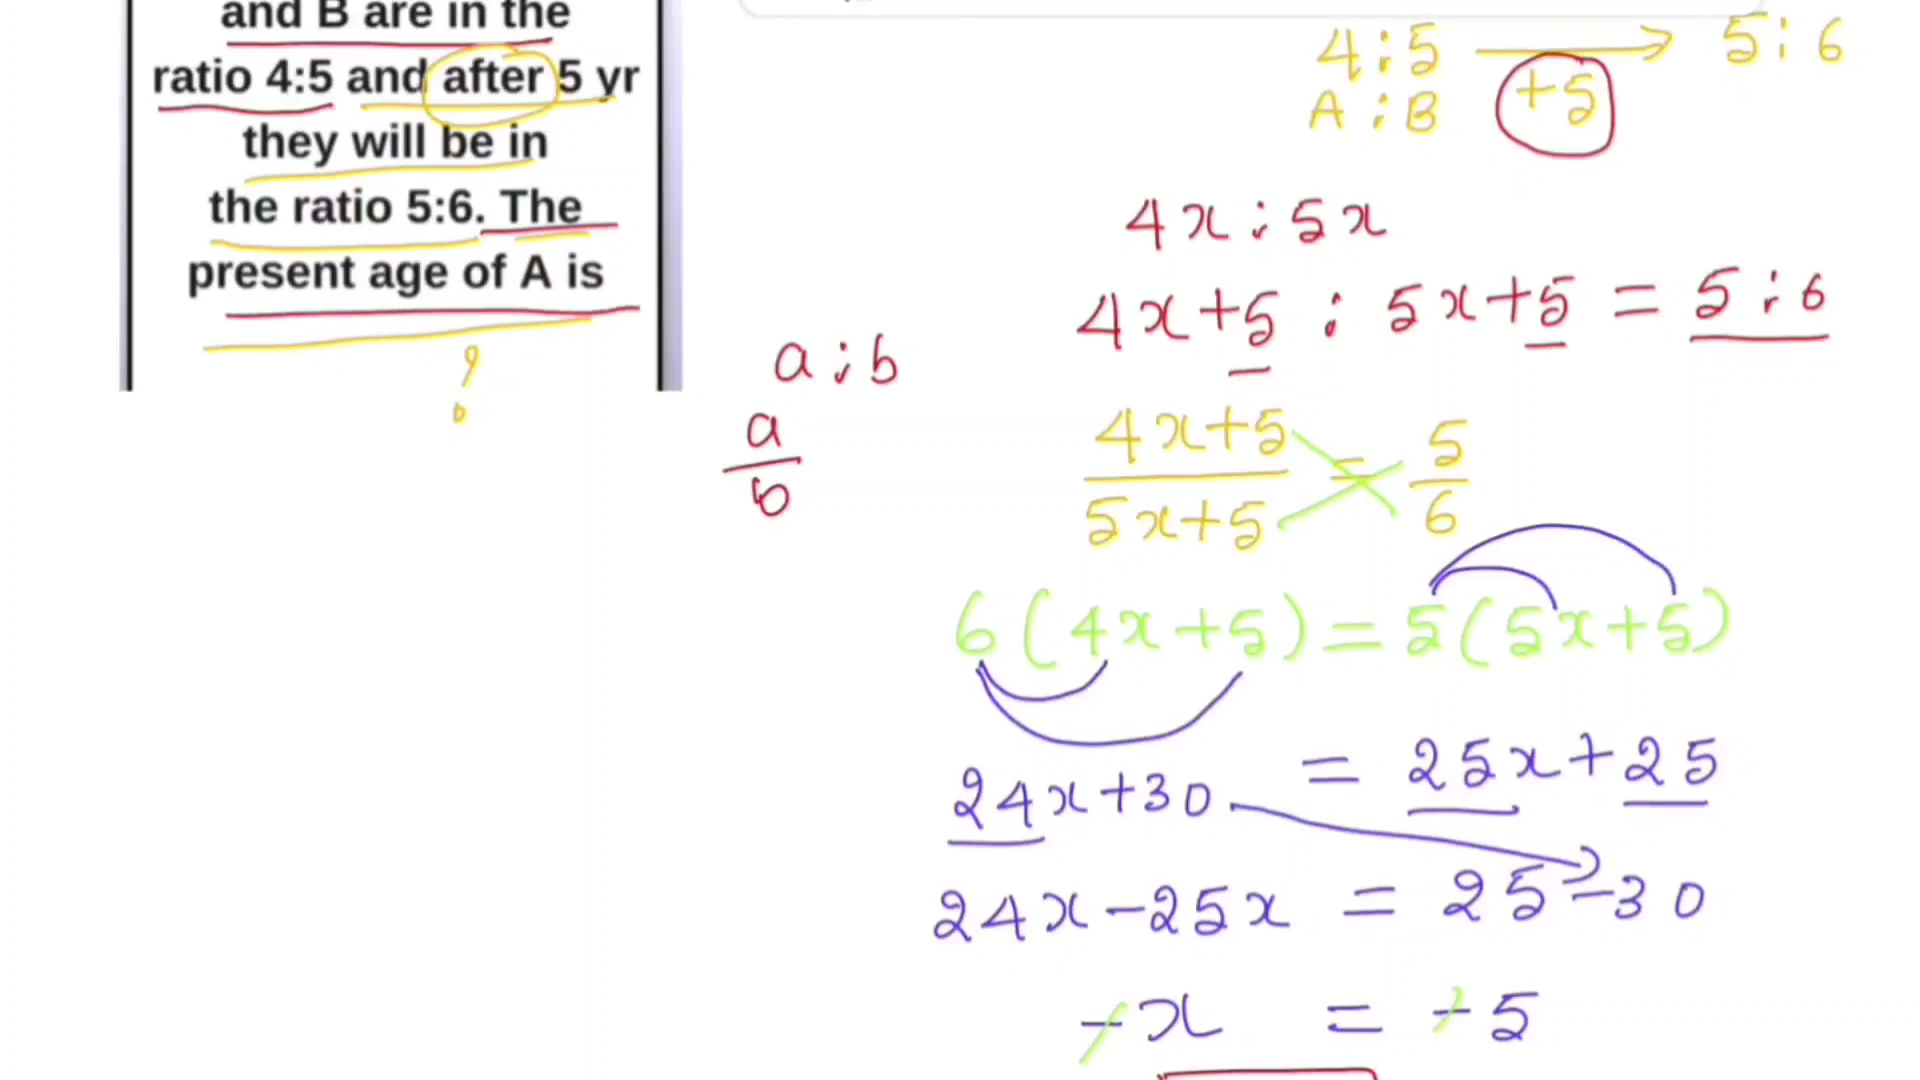 and B are in the
ratio 4:5 and after 5 yr
they will be in
the ratio 5:6. The
present age of A is
?
4:5 → 5:6
A:B +5
4x:5x
4x+5 : 5x+5 = 5:6
a:b
a
b
4x+5 = 5
5x+5 6
6(4x+5) = 5(5x+5)
24x+30 = 25x+25
24x-25x = 25-30
-x = -5